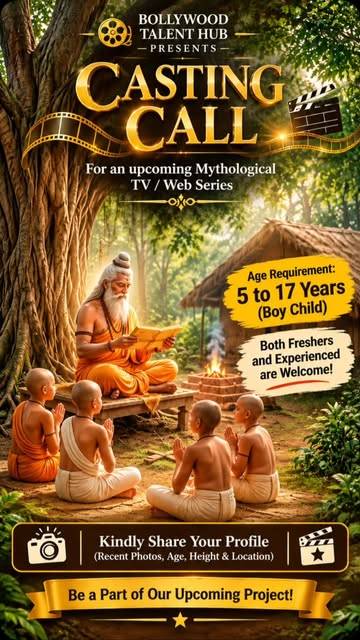 BOLLYWOOD
TALENT HUB
PRESENTS
CASTING
CALL
For an upcoming Mythological
TV / Web Series
Age Requirement:
5 to 17 Years
(Boy Child)
Both Freshers
and Experienced
are Welcome!
Kindly Share Your Profile
(Recent Photos, Age, Height & Location)
Be a Part of Our Upcoming Project!